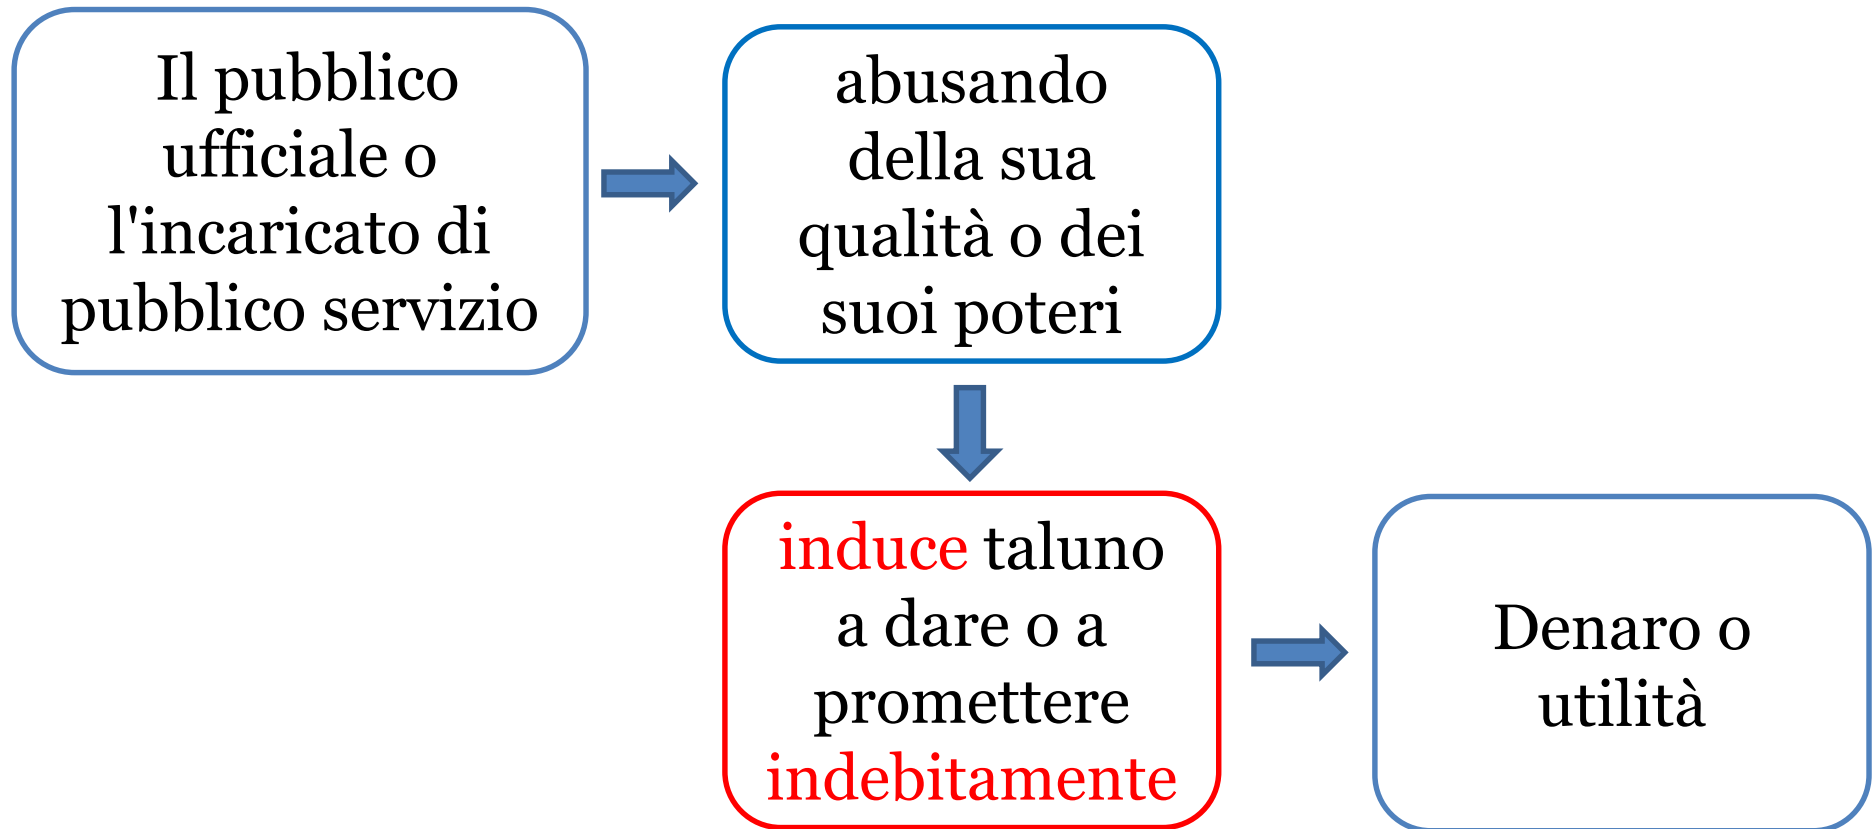 Il pubblico
ufficiale o
l'incaricato di
pubblico servizio
abusando
della sua
qualità o dei
suoi poteri
induce taluno
a dare o a
promettere
indebitamente
Denaro o
utilità